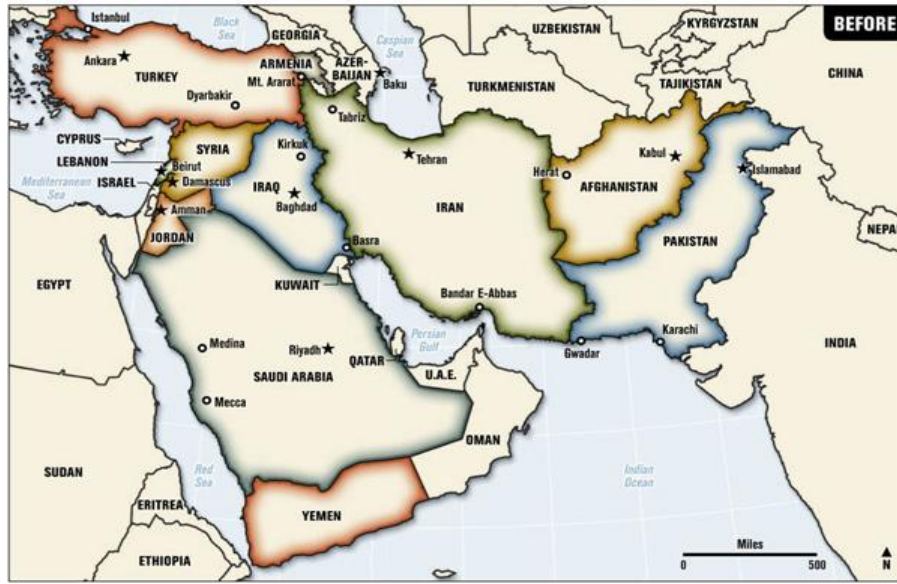 BEFORE
Istanbul
Black
Sea
GEORGIA
Caspian
Sea
UZBEKISTAN
KYRGYZSTAN
Ankara
TURKEY
ARMENIA
Mt. Ararat
AZER-
BAIJAN
Baku
TURKMENISTAN
TAJIKISTAN
CHINA
Dyarbakir
Tabriz
CYPRUS
SYRIA
Kirkuk
Tehran
Herat
Kabul
Islamabad
LEBANON
Beirut
Mediterranean
Sea
ISRAEL
Damascus
IRAQ
Baghdad
IRAN
AFGHANISTAN
Amman
JORDAN
Basra
PAKISTAN
NEPAL
EGYPT
KUWAIT
Bandar E-Abbas
Medina
Riyadh
QATAR
Persian
Gulf
Gwadar
Karachi
INDIA
SAUDI ARABIA
U.A.E.
Mecca
OMAN
SUDAN
Red
Sea
Indian
Ocean
ERITREA
YEMEN
ETHIOPIA
Miles
0
500
N